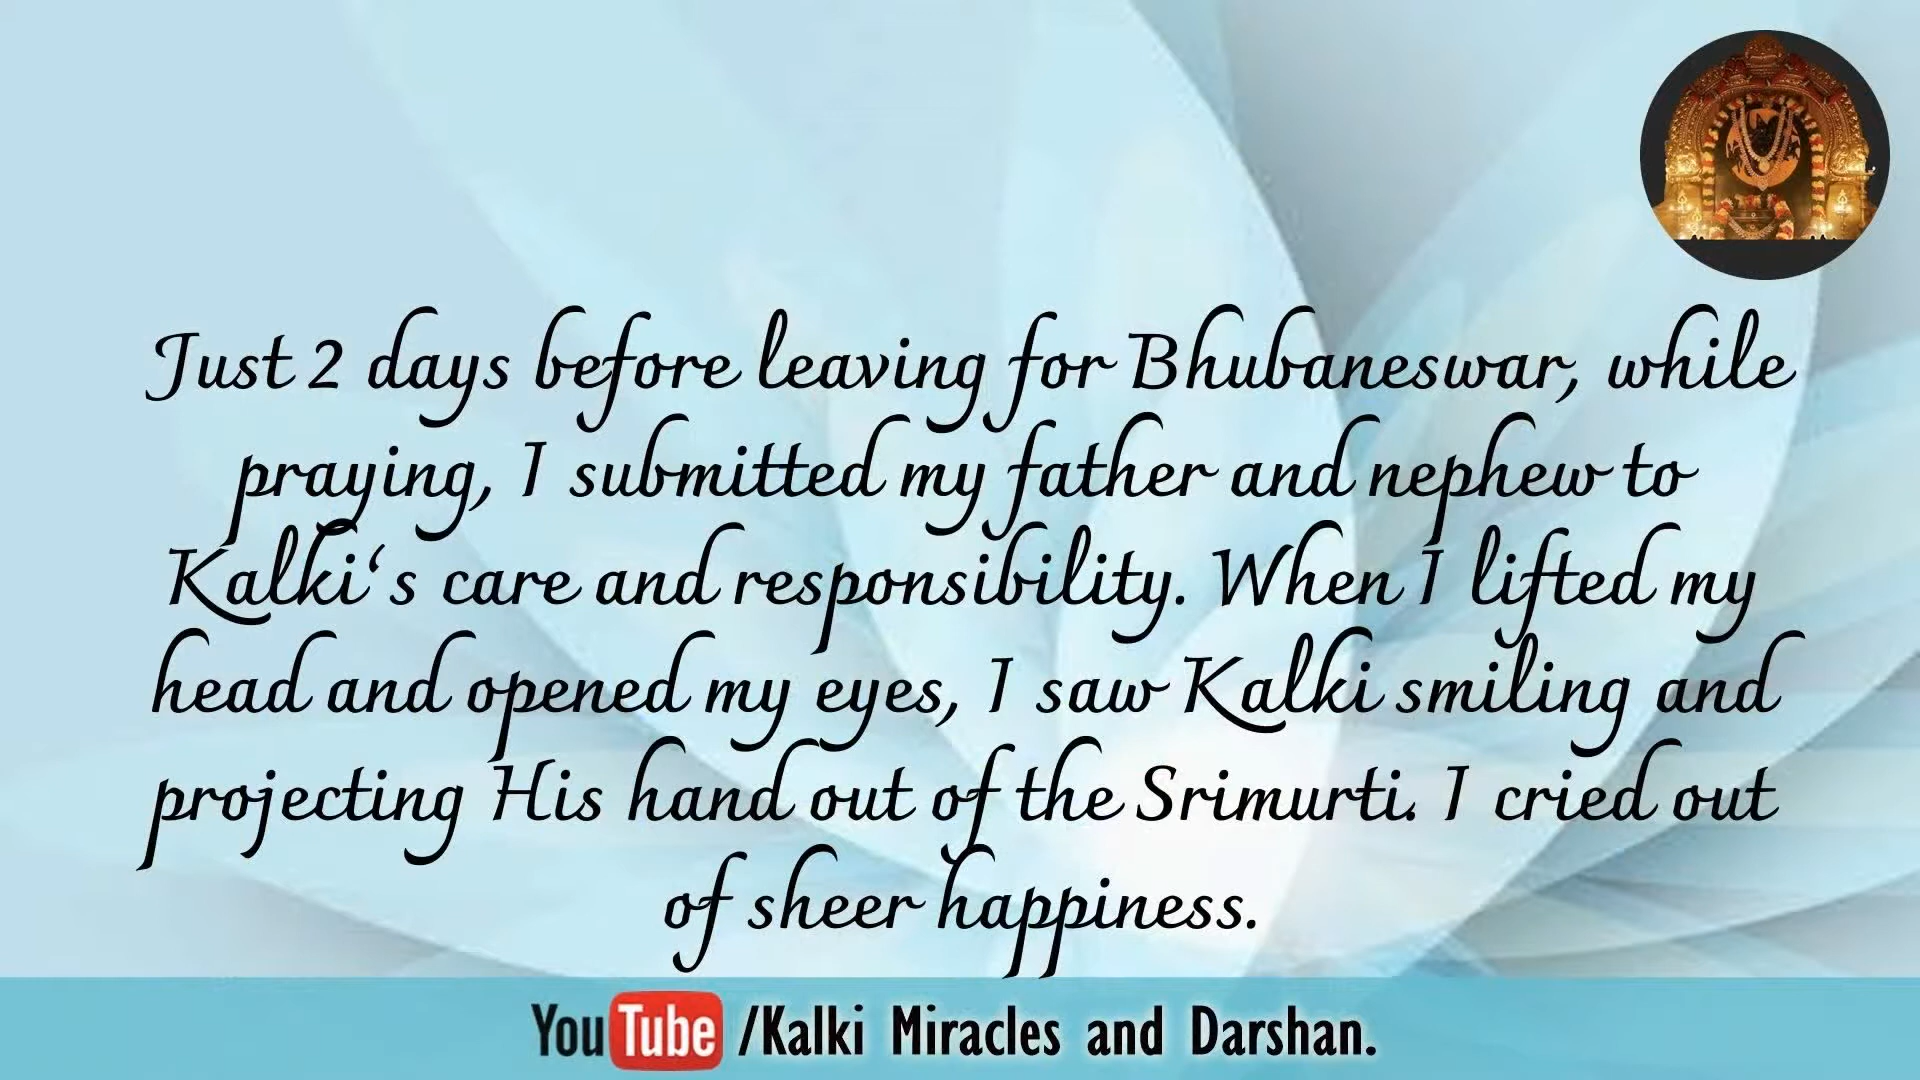 Just 2 days before leaving for Bhubaneswar, while
praying, I submitted my father and nephew to
Kalki‘s care and responsibility. When I lifted my
head and opened my eyes, I saw Kalki smiling and
projecting His hand out of the Srimurti. I cried out
of sheer happiness.
YouTube /Kalki Miracles and Darshan.